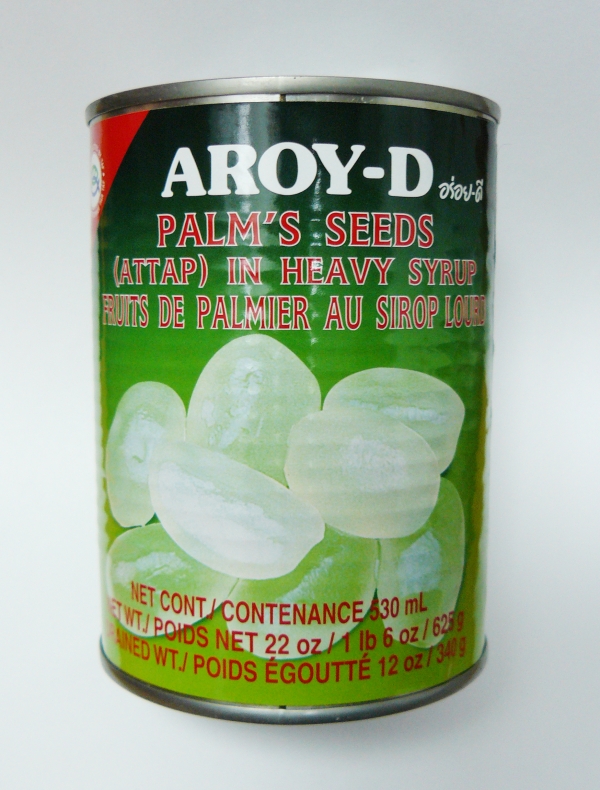 AROY-D อร่อย-ดี
PALM'S SEEDS
(ATTAP) IN HEAVY SYRUP
FRUITS DE PALMIER AU SIROP LOURD
NET CONT./ CONTENANCE 530 mL
WT./ POIDS NET 22 oz / 1 lb 6 oz / 625 g
WT./ POIDS ÉGOUTTÉ 12 oz / 340 g